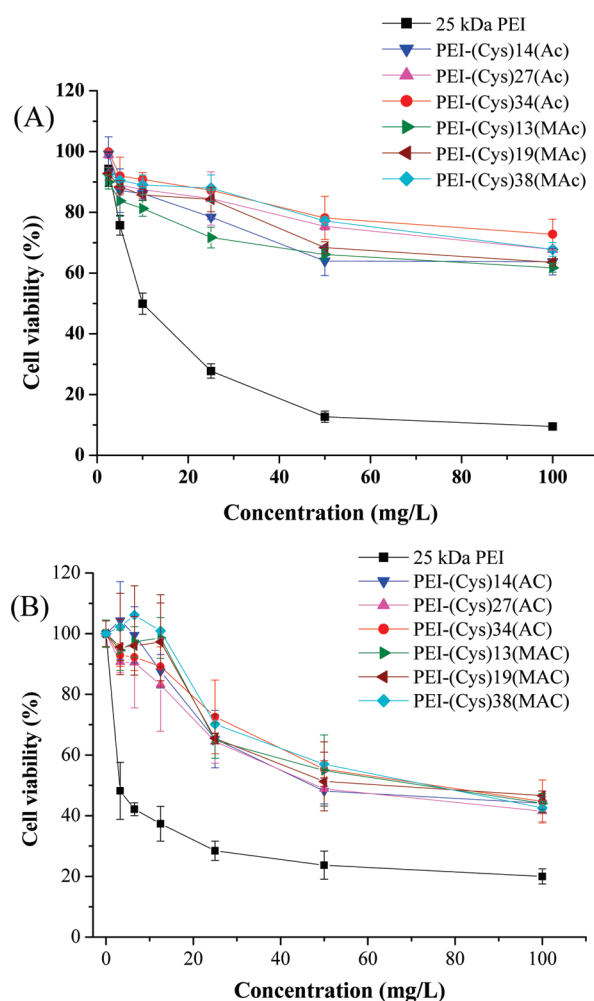 (A)
25 kDa PEI
PEI-(Cys)14(Ac)
PEI-(Cys)27(Ac)
PEI-(Cys)34(Ac)
PEI-(Cys)13(MAc)
PEI-(Cys)19(MAc)
PEI-(Cys)38(MAc)
120
100
80
60
40
20
0
Cell viability (%))
0 20 40 60 80 100
Concentration (mg/L)
(B)
25 kDa PEI
PEI-(Cys)14(AC)
PEI-(Cys)27(AC)
PEI-(Cys)34(AC)
PEI-(Cys)13(MAC)
PEI-(Cys)19(MAC)
PEI-(Cys)38(MAC)
120
100
80
60
40
20
0
Cell viability (%)
0 20 40 60 80 100
Concentration (mg/L)